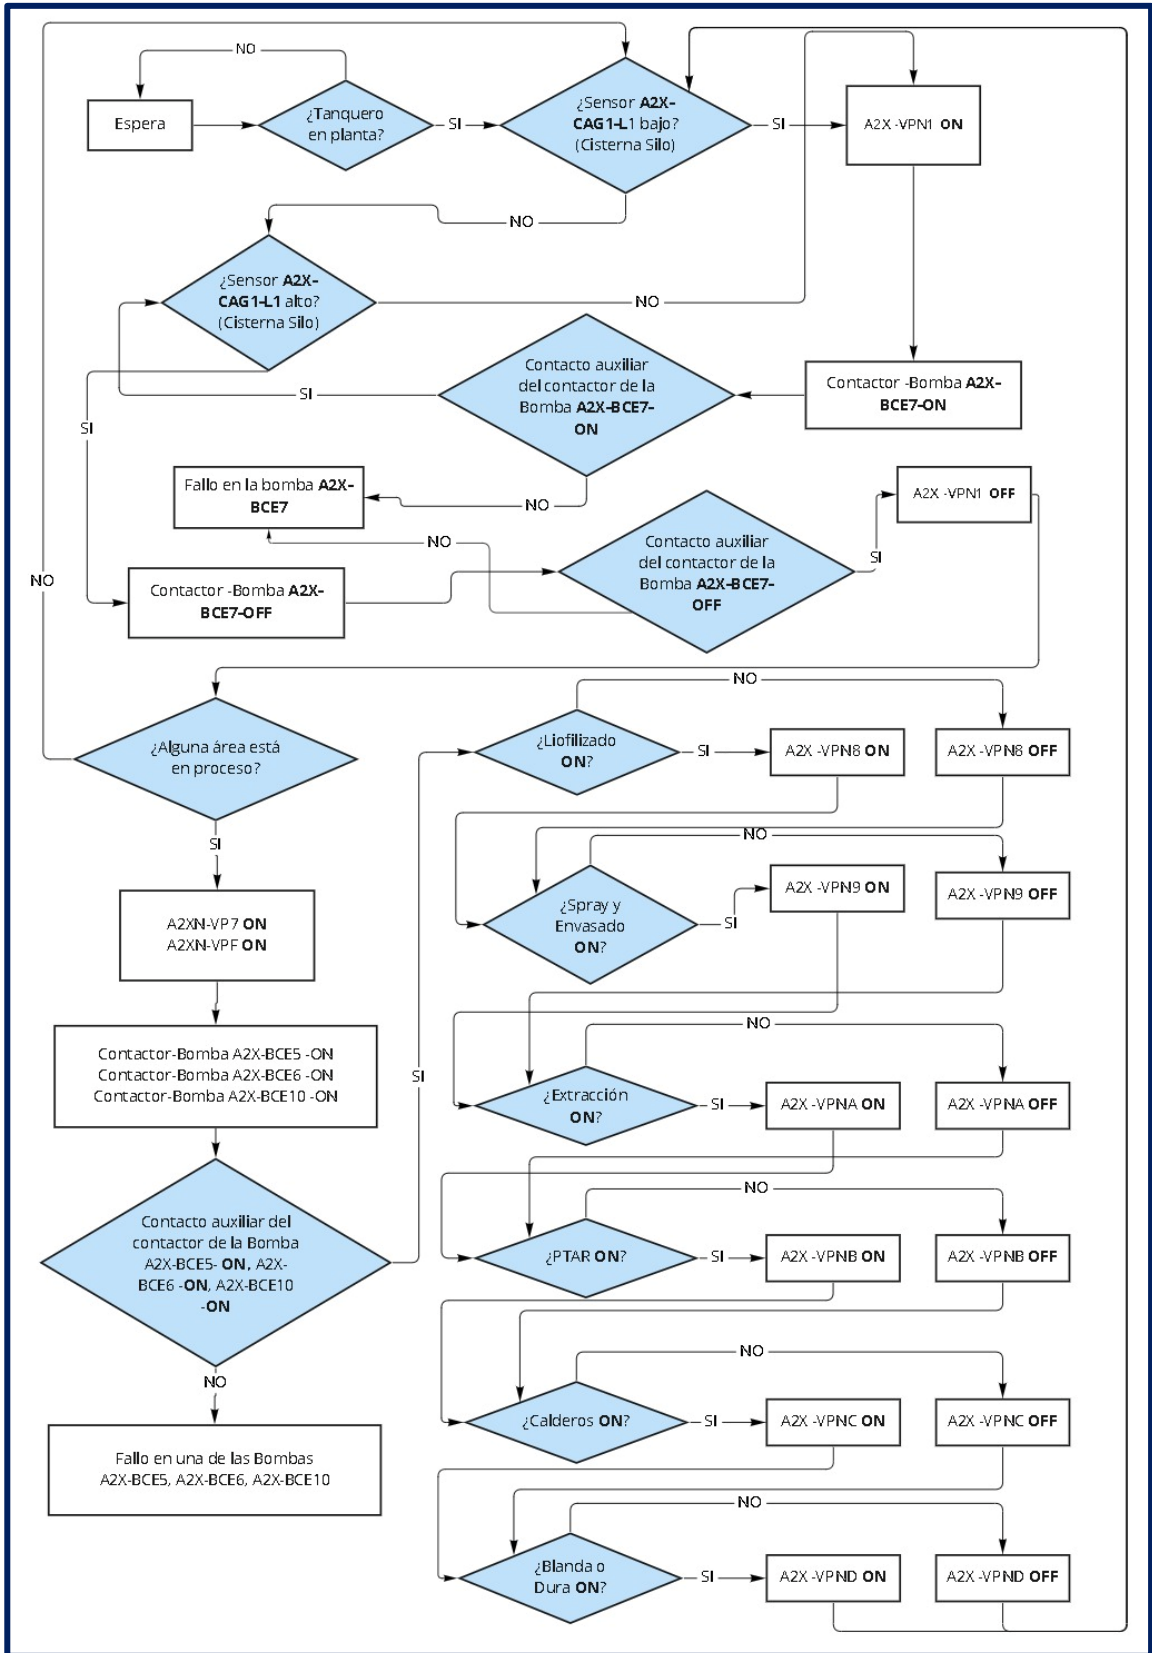 NO
Espera
¿Tanquero
en planta?
SI
¿Sensor A2X-
CAG1-L1 bajo?
(Cisterna Silo)
SI
A2X -VPN1 ON
NO
¿Sensor A2X-
CAG1-L1 alto?
(Cisterna Silo)
NO
Contacto auxiliar
del contactor de la
Bomba A2X-BCE7-
ON
Contactor -Bomba A2X-
BCE7-ON
SI
SI
Fallo en la bomba A2X-
BCE7
NO
A2X -VPN1 OFF
NO
Contacto auxiliar
del contactor de la
Bomba A2X-BCE7-
OFF
SI
NO
Contactor -Bomba A2X-
BCE7-OFF
¿Alguna área está
en proceso?
SI
A2XN-VP7 ON
A2XN-VPF ON
Contactor-Bomba A2X-BCE5 -ON
Contactor-Bomba A2X-BCE6 -ON
Contactor-Bomba A2X-BCE10 -ON
Contacto auxiliar del
contactor de la Bomba
A2X-BCE5- ON, A2X-
BCE6 -ON, A2X-BCE10
-ON
SI
NO
Fallo en una de las Bombas
A2X-BCE5, A2X-BCE6, A2X-BCE10
NO
¿Liofilizado
ON?
SI
A2X -VPN8 ON
A2X -VPN8 OFF
NO
¿Spray y
Envasado
ON?
SI
A2X -VPN9 ON
A2X -VPN9 OFF
NO
¿Extracción
ON?
SI
A2X -VPNA ON
A2X -VPNA OFF
NO
¿PTAR ON?
SI
A2X -VPNB ON
A2X -VPNB OFF
NO
¿Calderos ON?
SI
A2X -VPNC ON
A2X -VPNC OFF
NO
¿Blanda o
Dura ON?
SI
A2X -VPND ON
A2X -VPND OFF